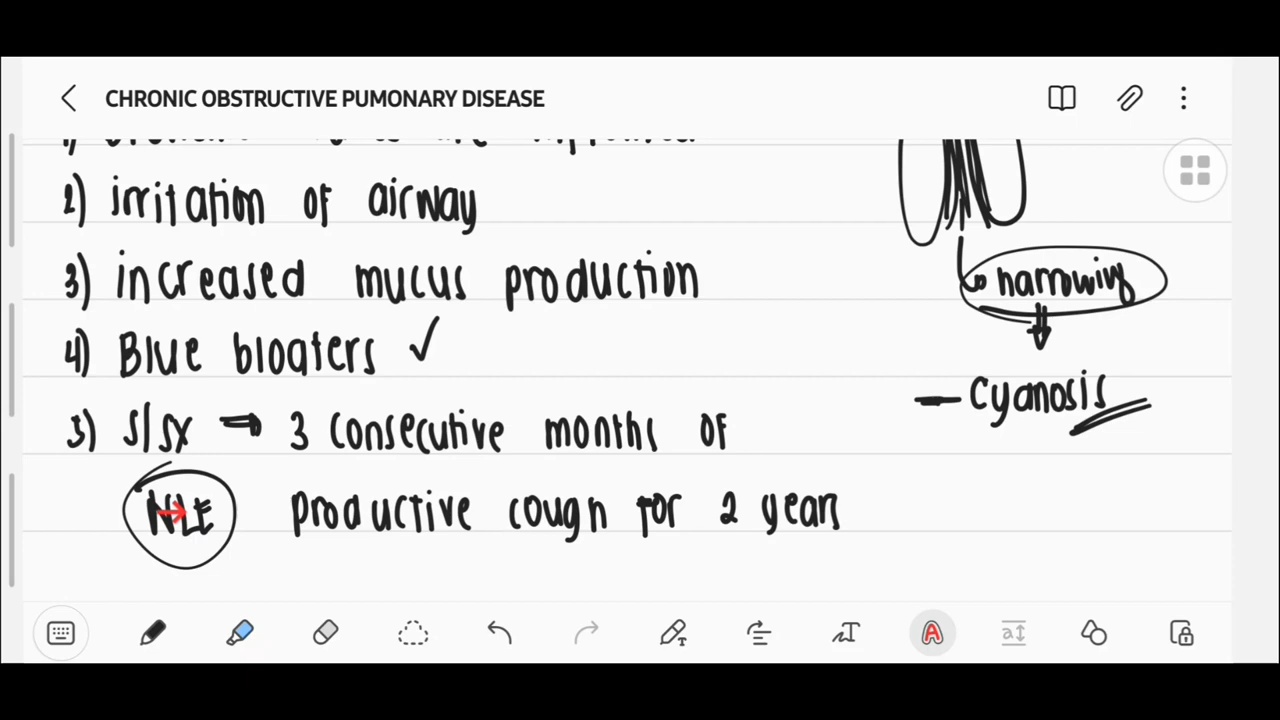 CHRONIC OBSTRUCTIVE PUMONARY DISEASE
2) irritation of airway
3) increased mucus production
narrowing
4) Blue bloaters ✓
- Cyanosis
5) S/Sx → 3 consecutive months of
NLE productive cough for 2 years